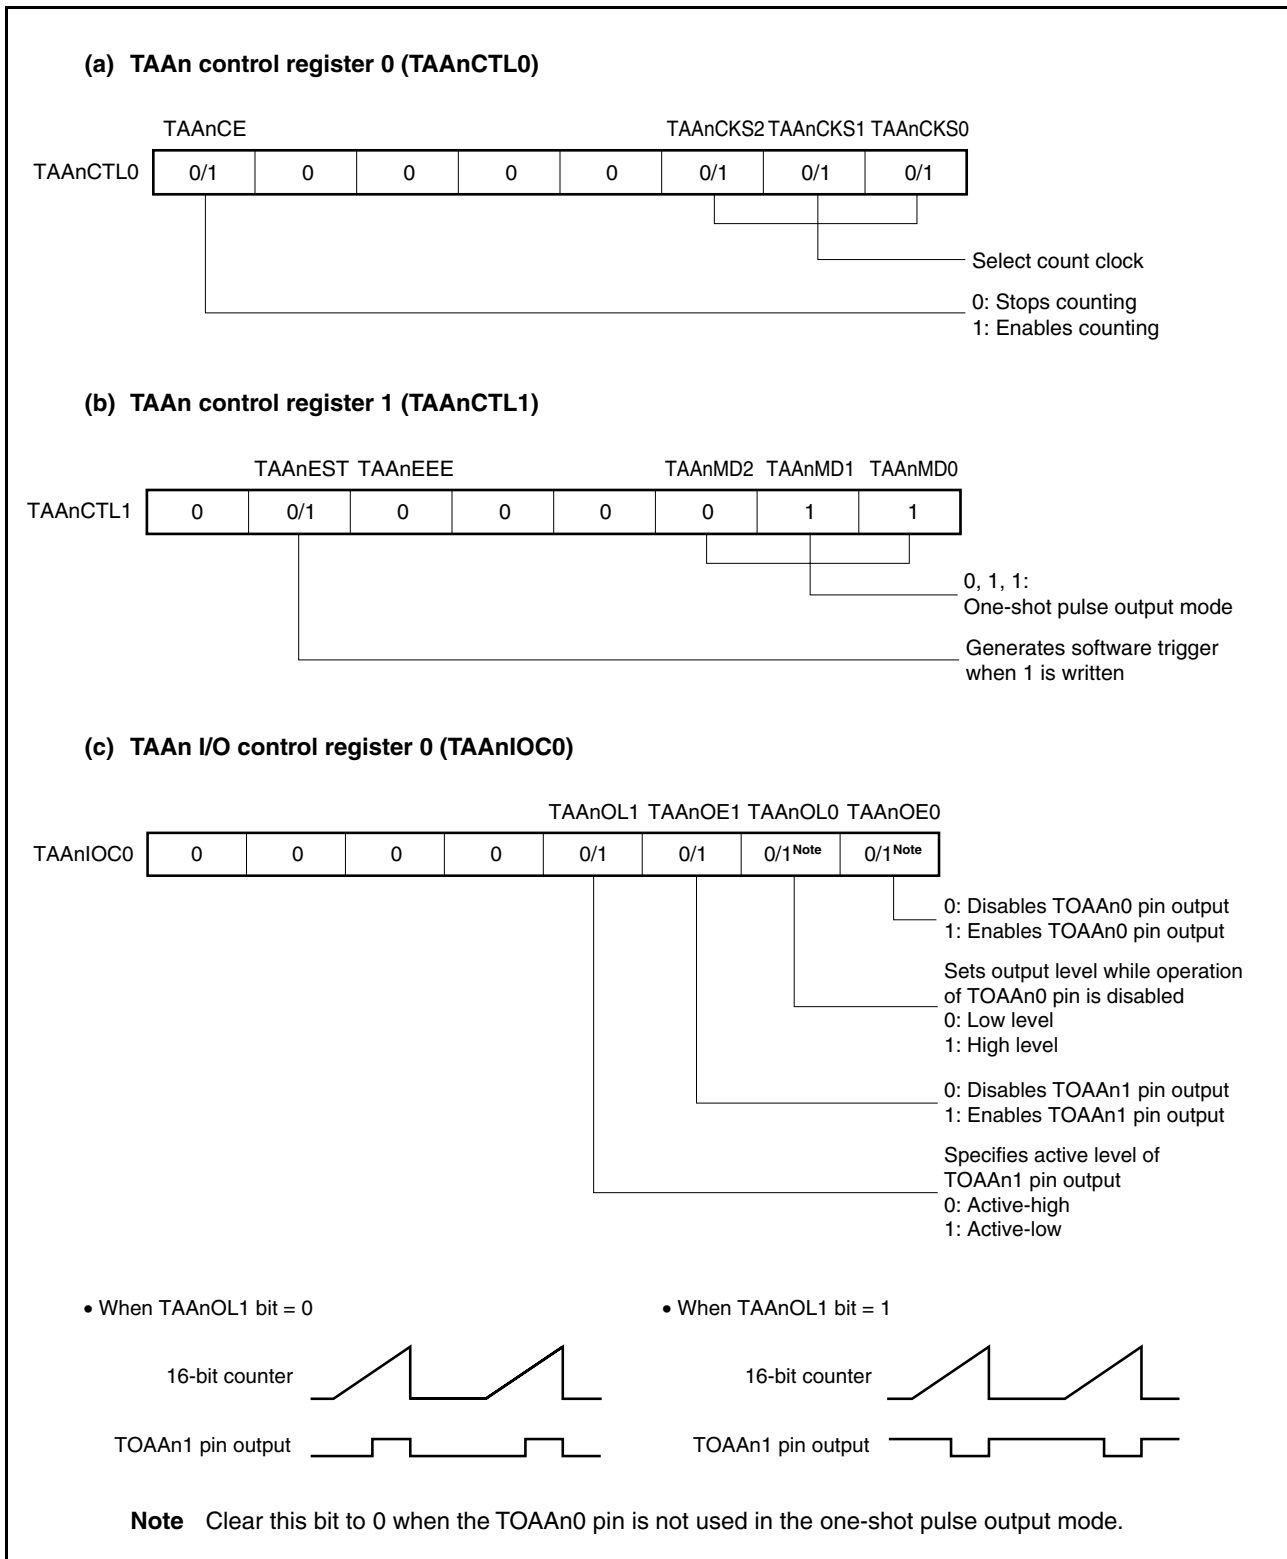 (a) TAAn control register 0 (TAAnCTL0)
TAAnCE TAAnCKS2 TAAnCKS1 TAAnCKS0
TAAnCTL0 0/1 0 0 0 0 0/1 0/1 0/1
Select count clock
0: Stops counting
1: Enables counting
(b) TAAn control register 1 (TAAnCTL1)
TAAnEST TAAnEEE TAAnMD2 TAAnMD1 TAAnMD0
TAAnCTL1 0 0/1 0 0 0 0 1 1
0, 1, 1:
One-shot pulse output mode
Generates software trigger
when 1 is written
(c) TAAn I/O control register 0 (TAAnIOC0)
TAAnOL1 TAAnOE1 TAAnOL0 TAAnOE0
TAAnIOC0 0 0 0 0 0/1 0/1 0/1Note 0/1Note
0: Disables TOAAn0 pin output
1: Enables TOAAn0 pin output
Sets output level while operation
of TOAAn0 pin is disabled
0: Low level
1: High level
0: Disables TOAAn1 pin output
1: Enables TOAAn1 pin output
Specifies active level of
TOAAn1 pin output
0: Active-high
1: Active-low
• When TAAnOL1 bit = 0 • When TAAnOL1 bit = 1
16-bit counter 16-bit counter
TOAAn1 pin output TOAAn1 pin output
Note Clear this bit to 0 when the TOAAn0 pin is not used in the one-shot pulse output mode.